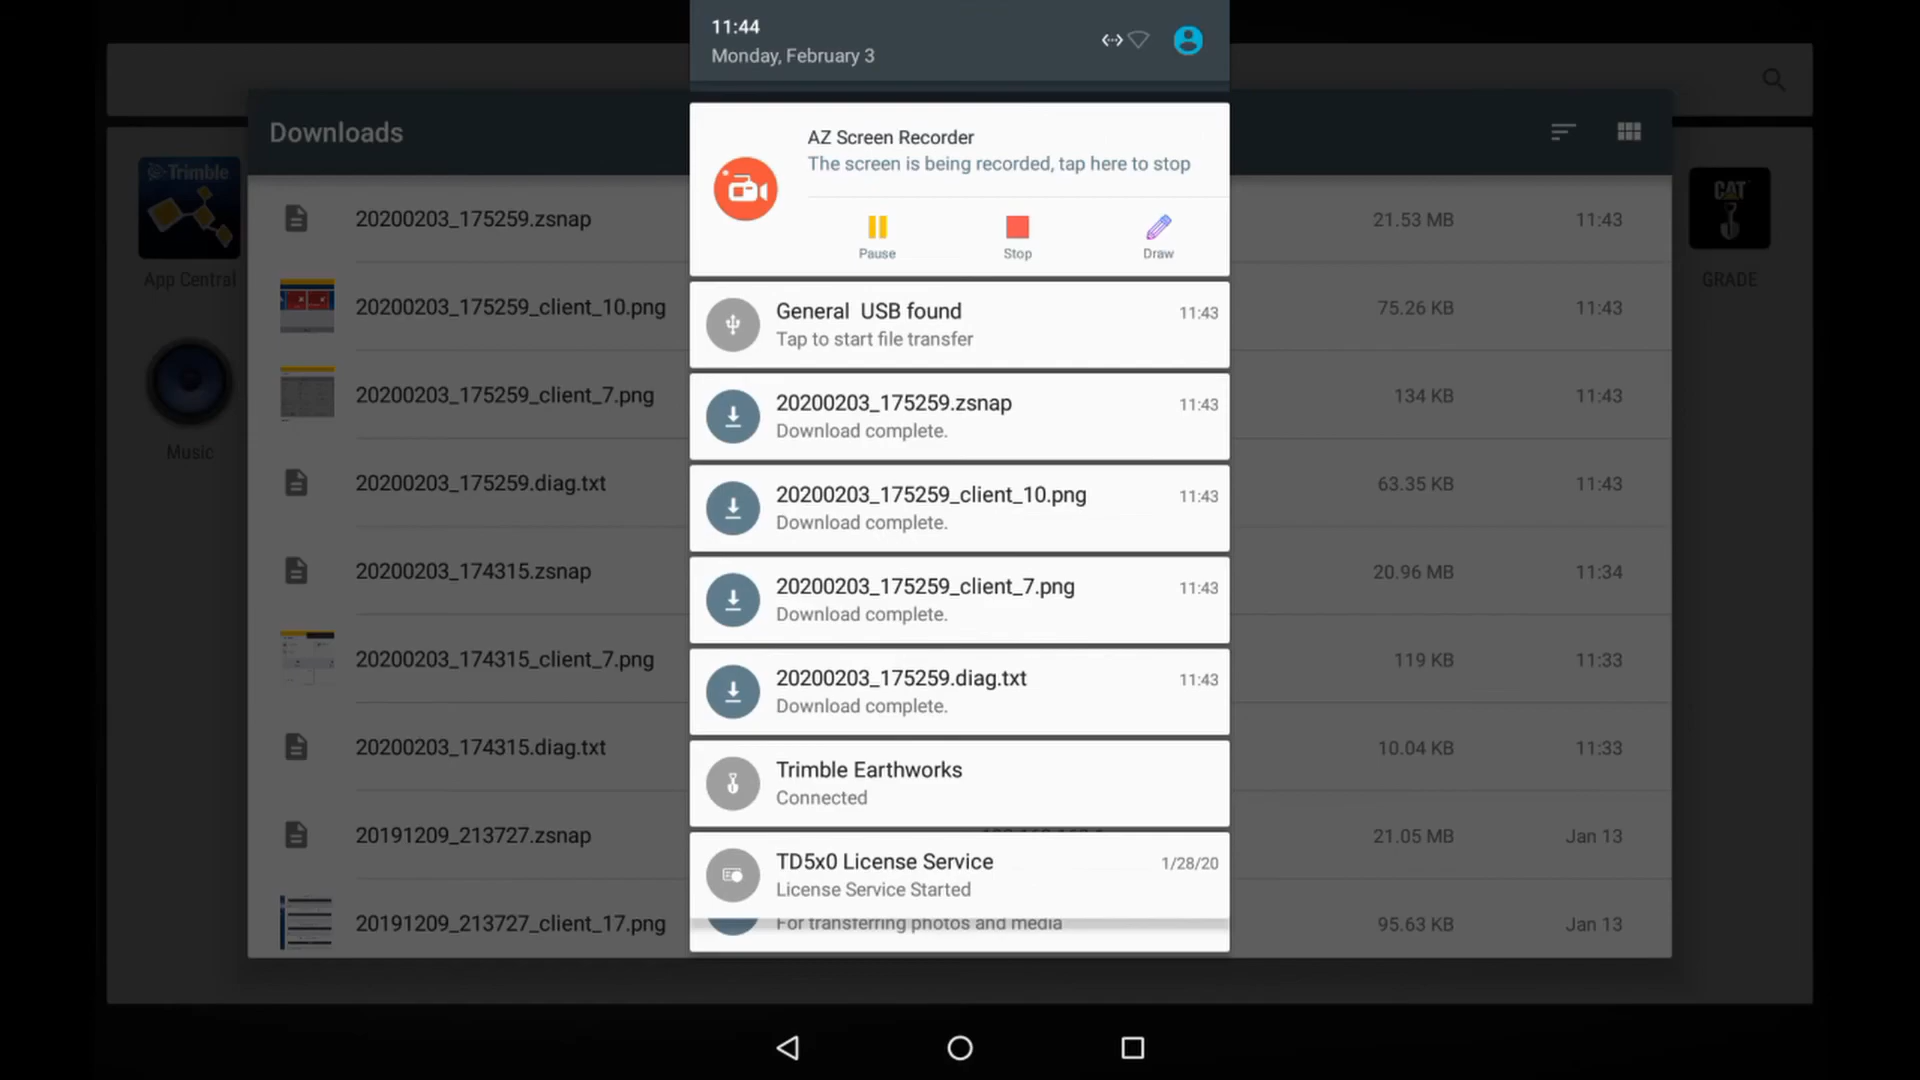 11:44
Monday, February 3
Downloads
AZ Screen Recorder
The screen is being recorded, tap here to stop
Pause
Stop
Draw
Trimble
App Central
Music
CAT
GRADE
20200203_175259.zsnap
21.53 MB
11:43
20200203_175259_client_10.png
75.26 KB
11:43
20200203_175259_client_7.png
134 KB
11:43
20200203_175259.diag.txt
63.35 KB
11:43
20200203_174315.zsnap
20.96 MB
11:34
20200203_174315_client_7.png
119 KB
11:33
20200203_174315.diag.txt
10.04 KB
11:33
20191209_213727.zsnap
21.05 MB
Jan 13
20191209_213727_client_17.png
95.63 KB
Jan 13
General  USB found
11:43
Tap to start file transfer
20200203_175259.zsnap
11:43
Download complete.
20200203_175259_client_10.png
11:43
Download complete.
20200203_175259_client_7.png
11:43
Download complete.
20200203_175259.diag.txt
11:43
Download complete.
Trimble Earthworks
Connected
TD5x0 License Service
1/28/20
License Service Started
For transferring photos and media